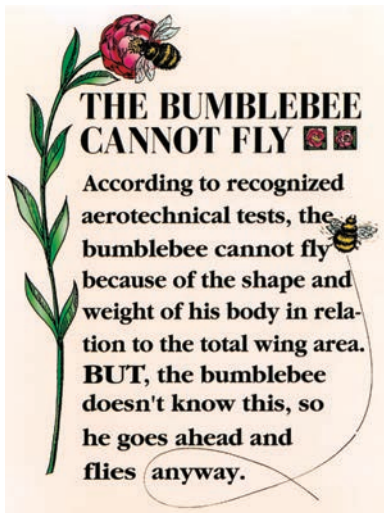 THE BUMBLEBEE
CANNOT FLY
According to recognized
aerotechnical tests, the
bumblebee cannot fly
because of the shape and
weight of his body in rela-
tion to the total wing area.
BUT, the bumblebee
doesn't know this, so
he goes ahead and
flies anyway.